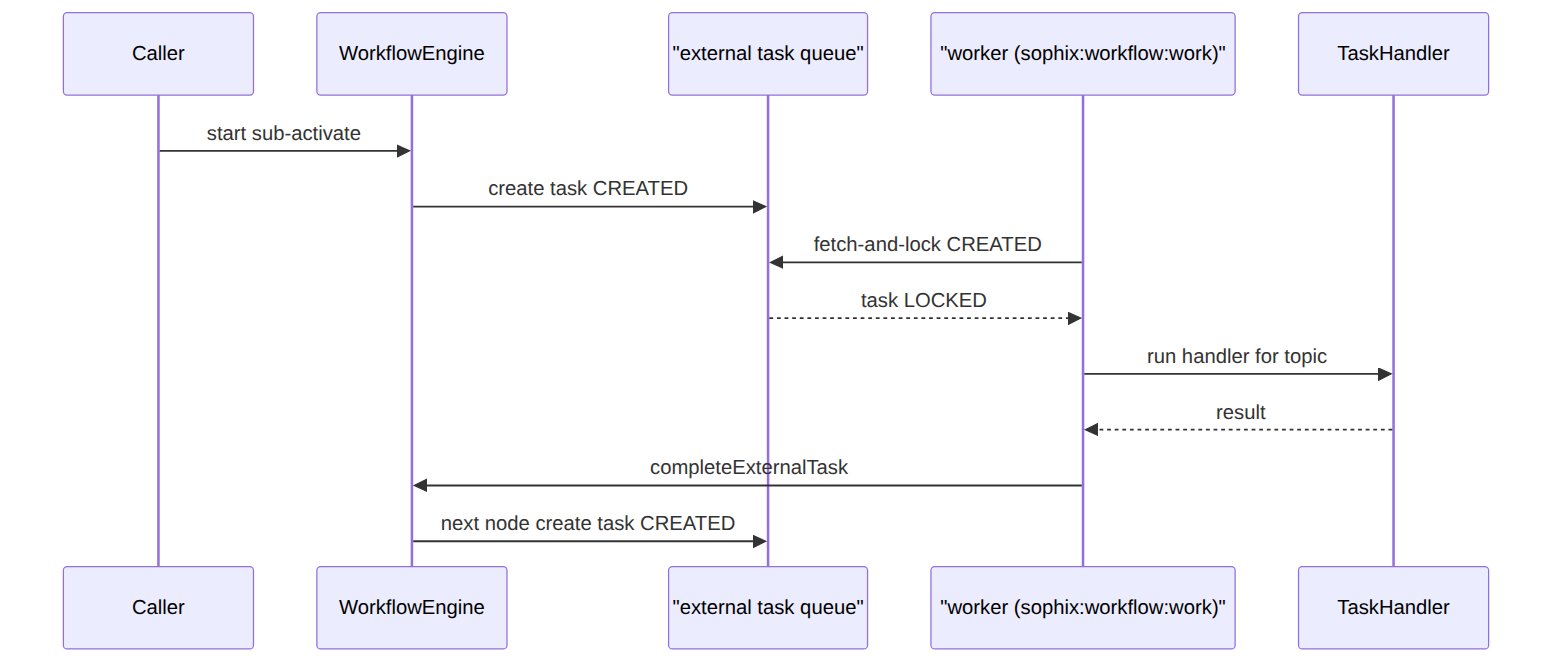 Caller
WorkflowEngine
"external task queue"
"worker (sophix:workflow:work)"
TaskHandler
start sub-activate
create task CREATED
fetch-and-lock CREATED
task LOCKED
run handler for topic
result
completeExternalTask
next node create task CREATED
Caller
WorkflowEngine
"external task queue"
"worker (sophix:workflow:work)"
TaskHandler